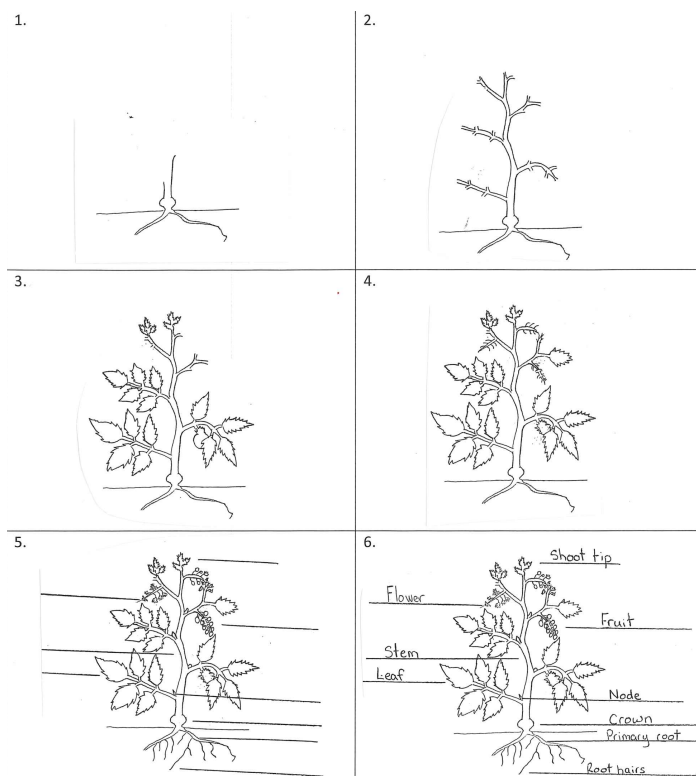 1.
2.
3.
4.
5.
6.
Shoot tip
Flower
Fruit
Stem
Leaf
Node
Crown
Primary root
Root hairs